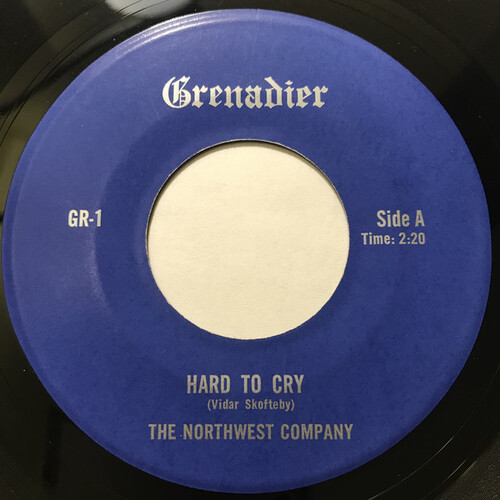 Grenadier
GR-1
Side A
Time: 2:20
HARD TO CRY
(Vidar Skofteby)
THE NORTHWEST COMPANY